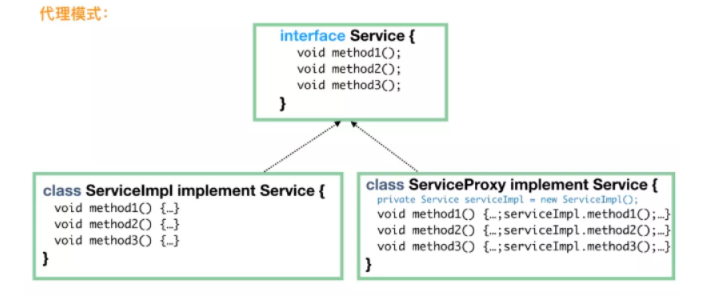 代理模式：
interface Service {
void method1();
void method2();
void method3();
}
class ServiceImpl implement Service {
void method1() {…}
void method2() {…}
void method3() {…}
}
class ServiceProxy implement Service {
private Service serviceImpl = new ServiceImpl();
void method1() {…;serviceImpl.method1();…}
void method2() {…;serviceImpl.method2();…}
void method3() {…;serviceImpl.method3();…}
}